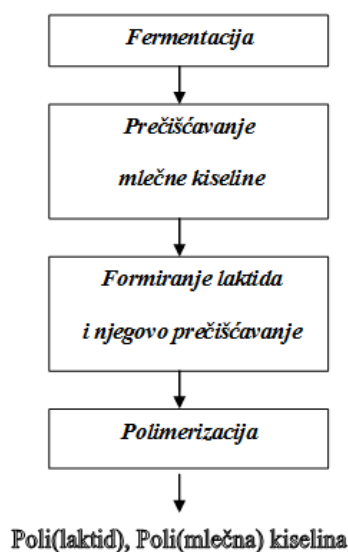 Fermentacija
Prečišćavanje
mlečne kiseline
Formiranje laktida
i njegovo prečišćavanje
Polimerizacija
Poli(laktid), Poli(mlečna) kiselina